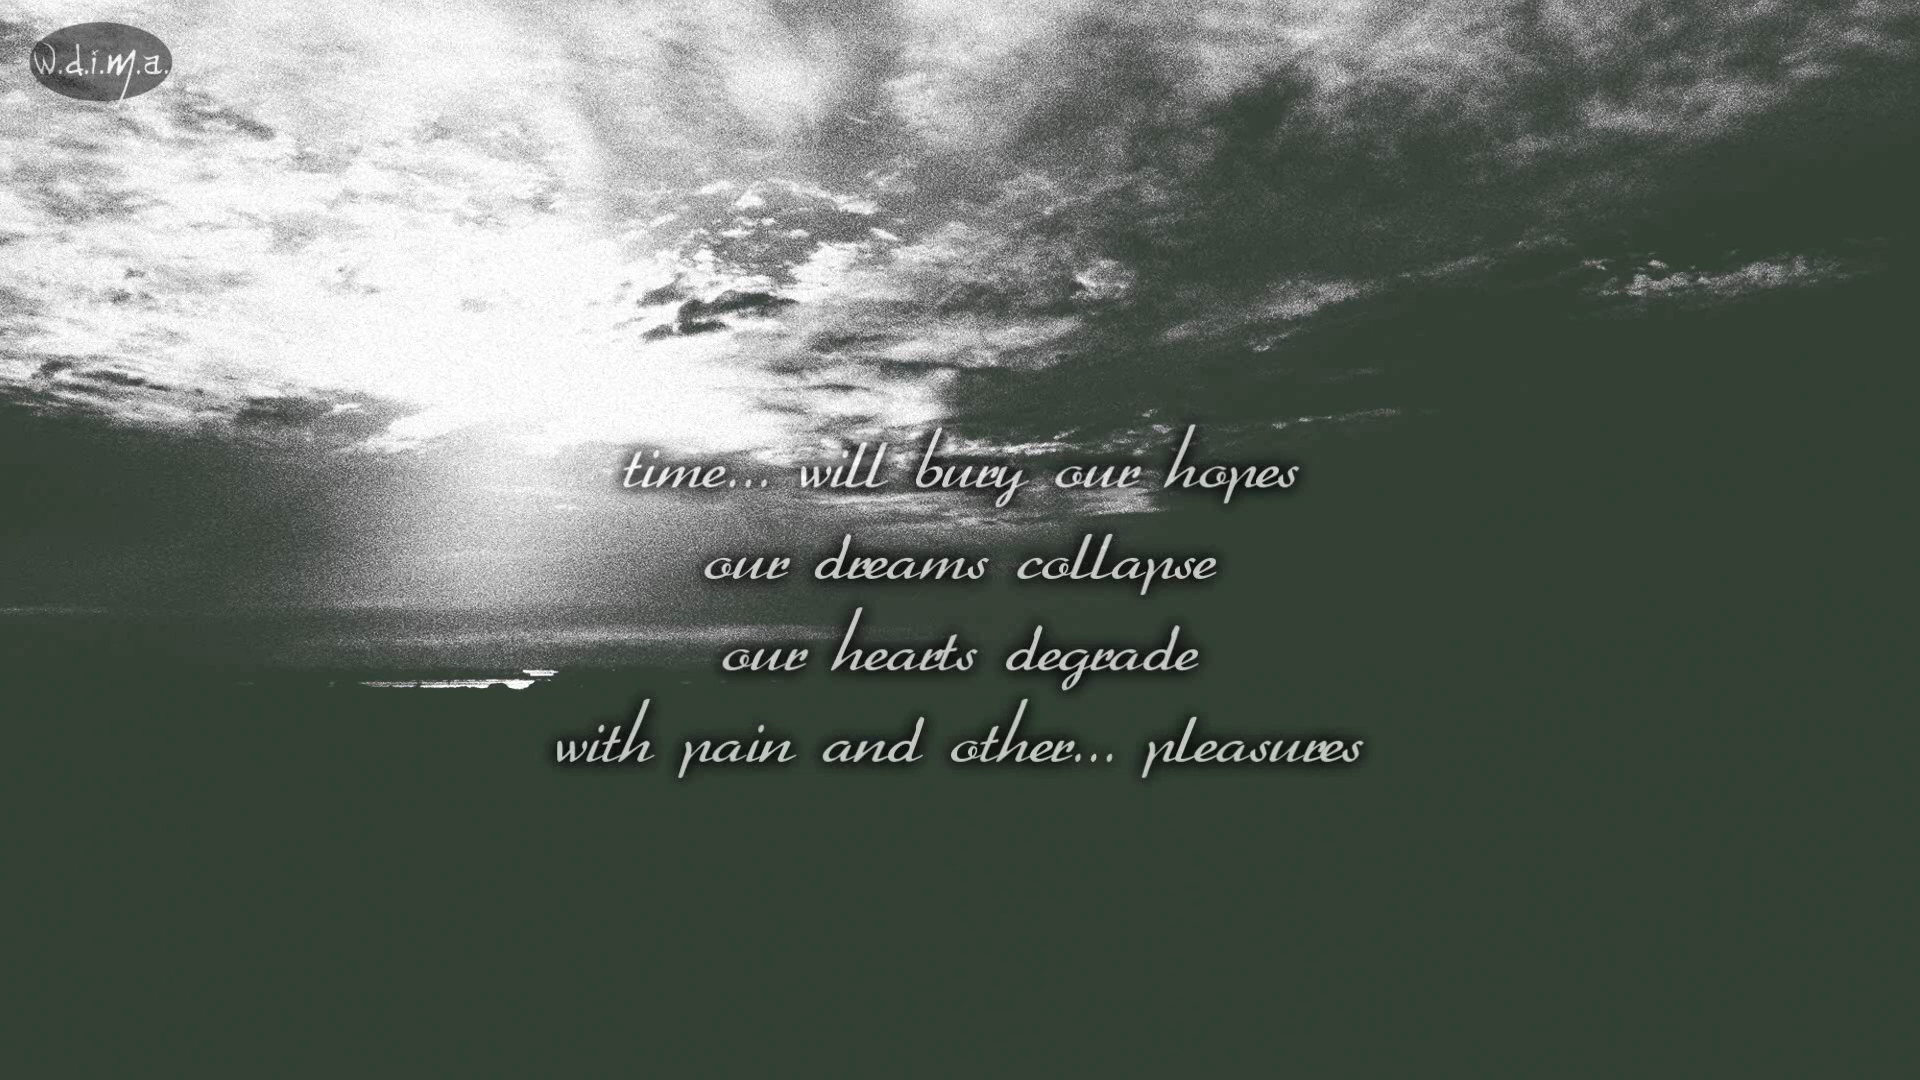 W.d.i.m.a.
time... will bury our hopes
our dreams collapse
our hearts degrade
with pain and other... pleasures